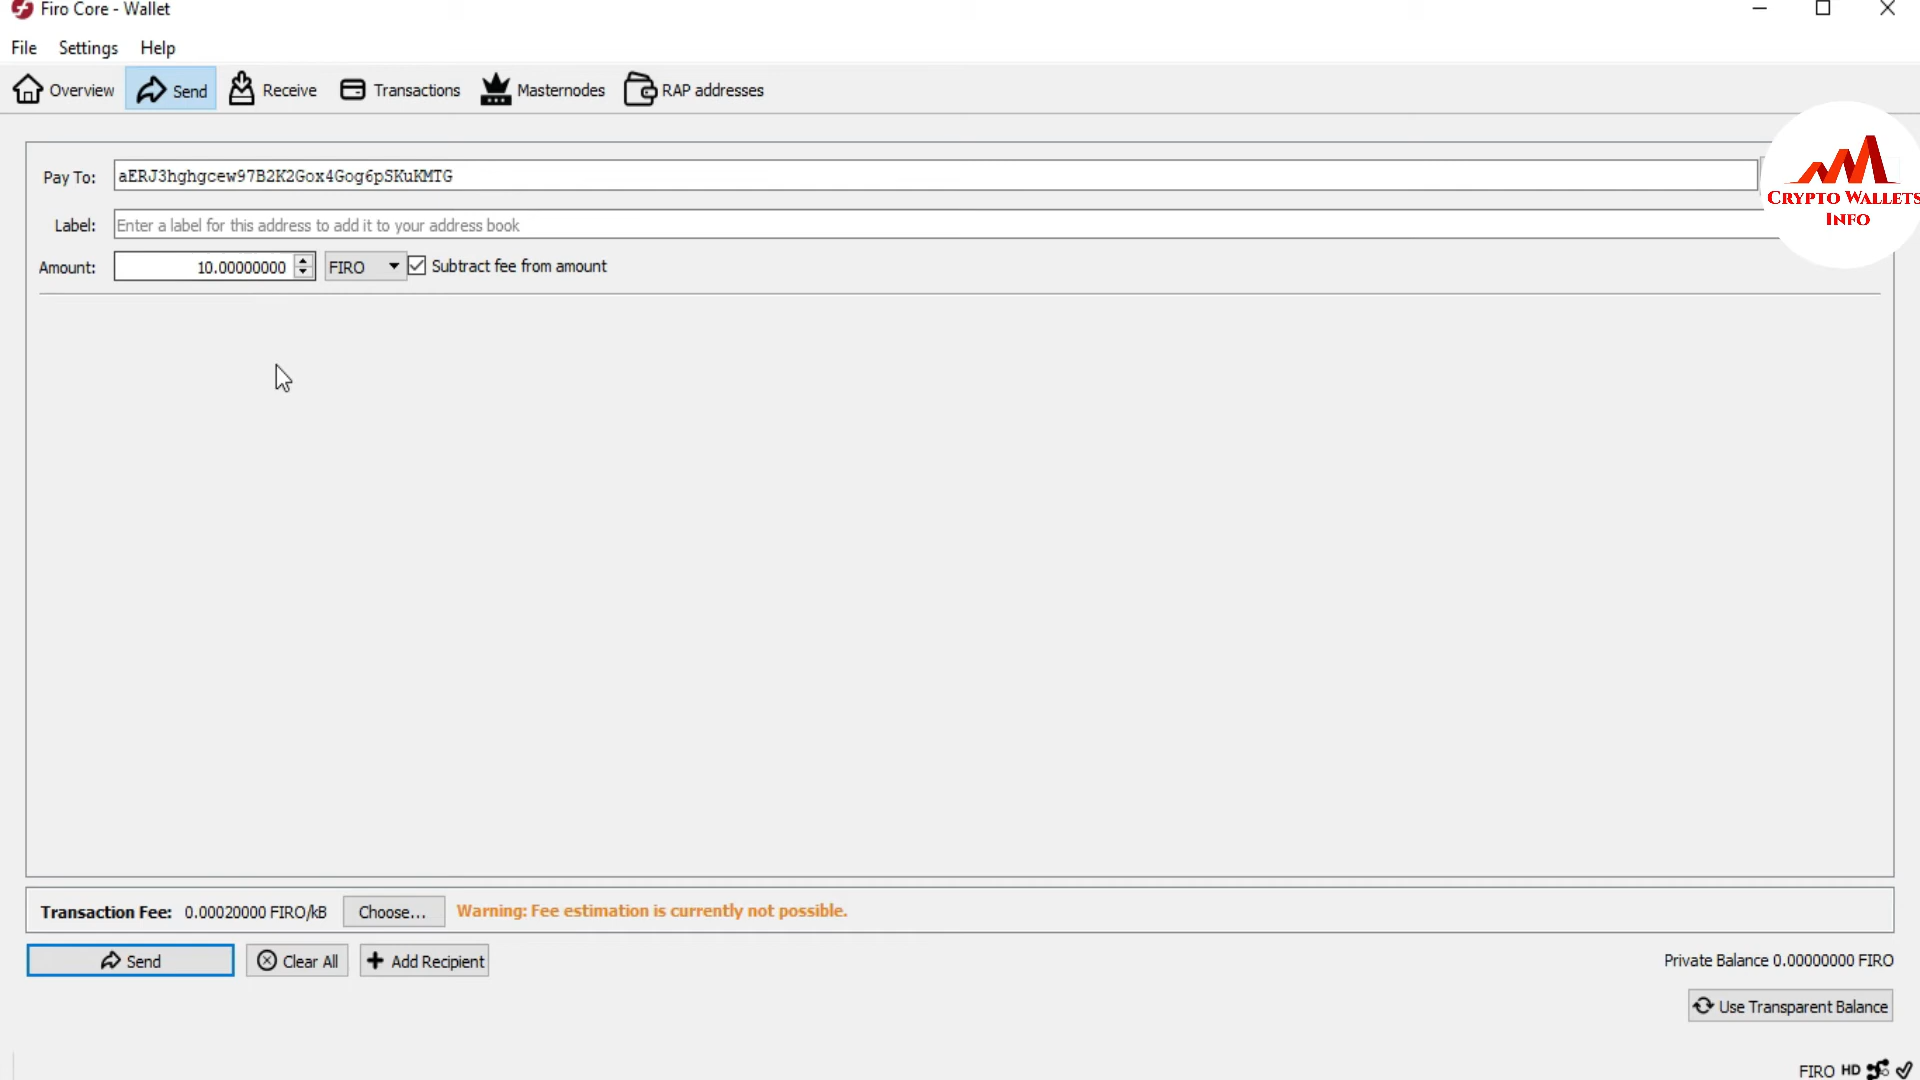 Firo Core - Wallet
File Settings Help
Overview Send Receive Transactions Masternodes RAP addresses
Pay To: aERJ3hghgcew97B2K2Gox4Gog6pSKuKMTG
CRYPTO WALLETS
INFO
Label: Enter a label for this address to add it to your address book
Amount: 10.00000000 FIRO Subtract fee from amount
Transaction Fee: 0.00020000 FIRO/kB Choose... Warning: Fee estimation is currently not possible.
Send Clear All Add Recipient Private Balance 0.00000000 FIRO
Use Transparent Balance
FIRO HD